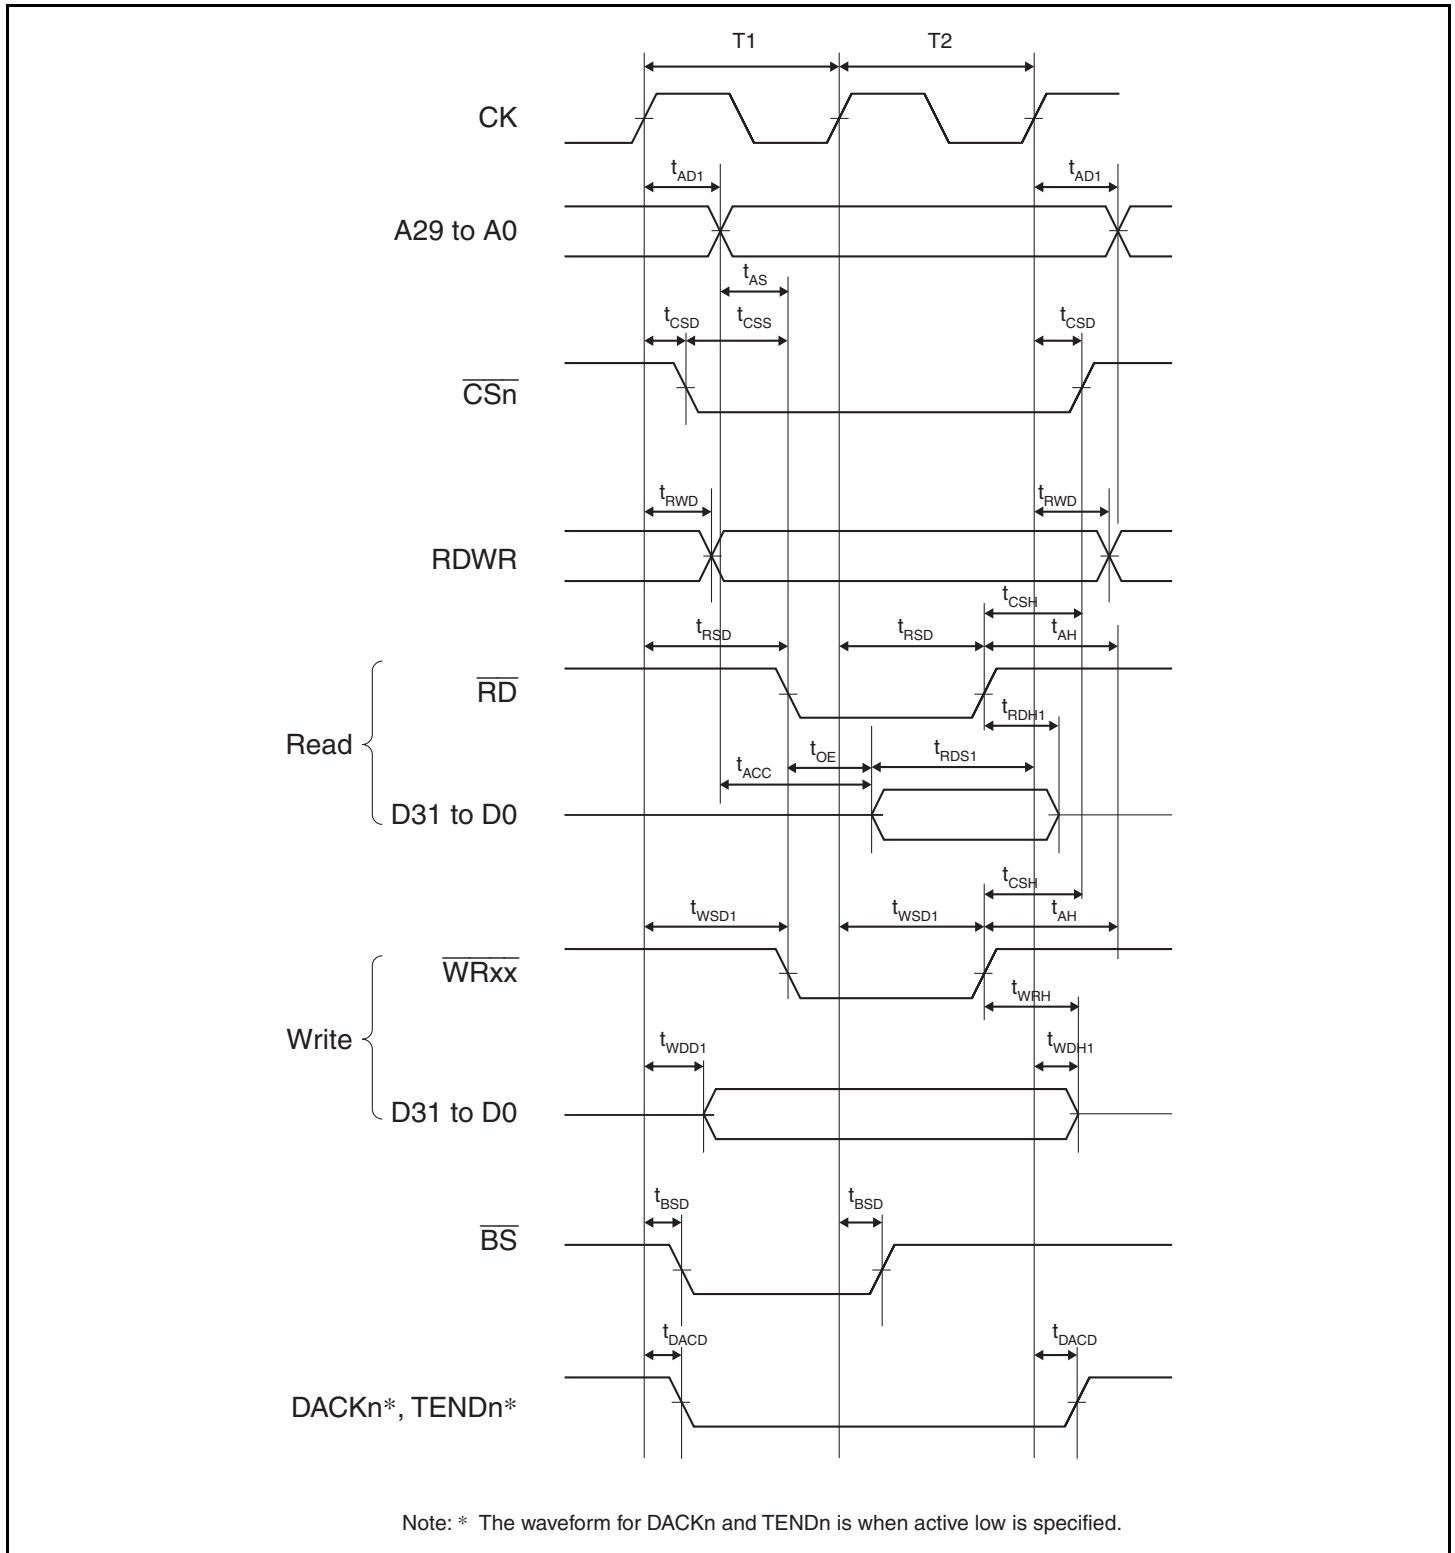 T1 T2
CK
tAD1 tAD1
A29 to A0
tAS
tCSD tCSS tCSD
CSn
tRWD tRWD
RDWR
tCSH
tRSD tRSD tAH
RD
tRDH1
Read
tOE tRDS1
tACC
D31 to D0
tCSH
tWSD1 tWSD1 tAH
WRxx
tWRH
Write
tWDD1 tWDH1
D31 to D0
tBSD tBSD
BS
tDACD tDACD
DACKn*, TENDn*
Note: * The waveform for DACKn and TENDn is when active low is specified.